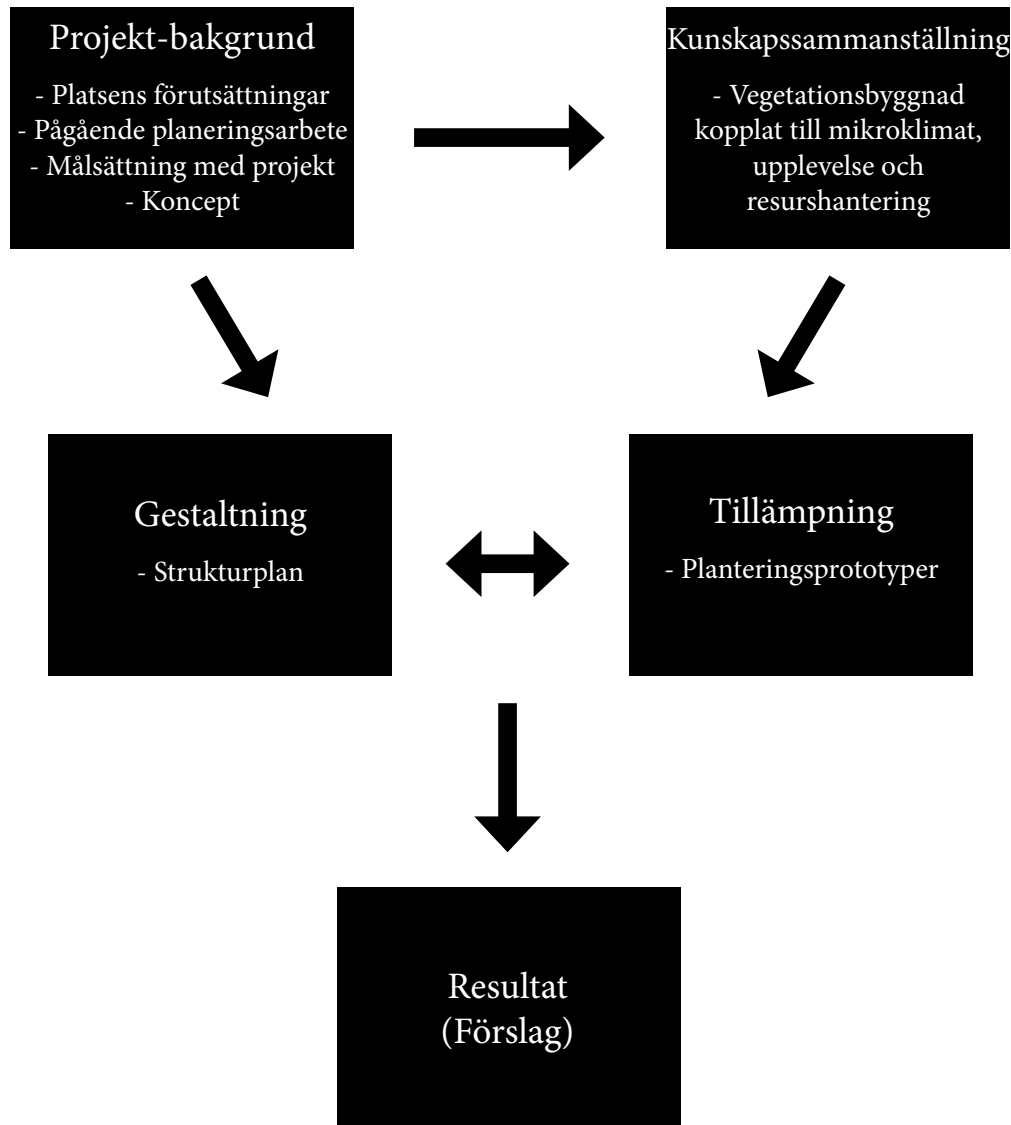 Projekt-bakgrund
- Platsens förutsättningar
- Pågående planeringsarbete
- Målsättning med projekt
- Koncept
Kunskapssammanställning
- Vegetationsbyggnad
kopplat till mikroklimat,
upplevelse och
resurshantering
Gestaltning
- Strukturplan
Tillämpning
- Planteringsprototyper
Resultat
(Förslag)